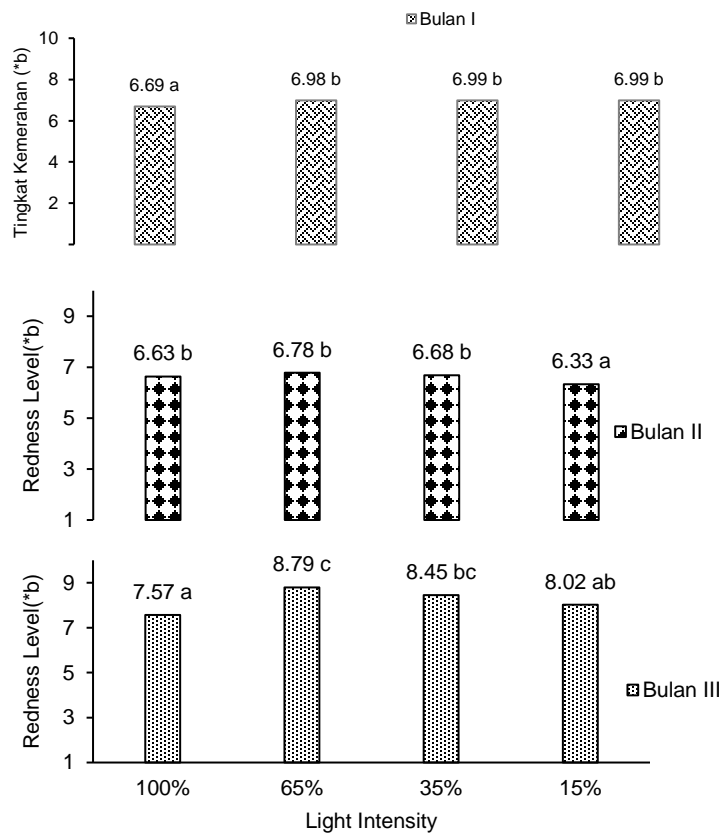 Bulan I
Tingkat Kemerahan (*b)
10
8
6
4
2
6.69 a
6.98 b
6.99 b
6.99 b
Redness Level(*b)
9
7
5
3
1
6.63 b
6.78 b
6.68 b
6.33 a
Bulan II
Redness Level(*b)
9
7
5
3
1
7.57 a
8.79 c
8.45 bc
8.02 ab
Bulan III
100%
65%
35%
15%
Light Intensity